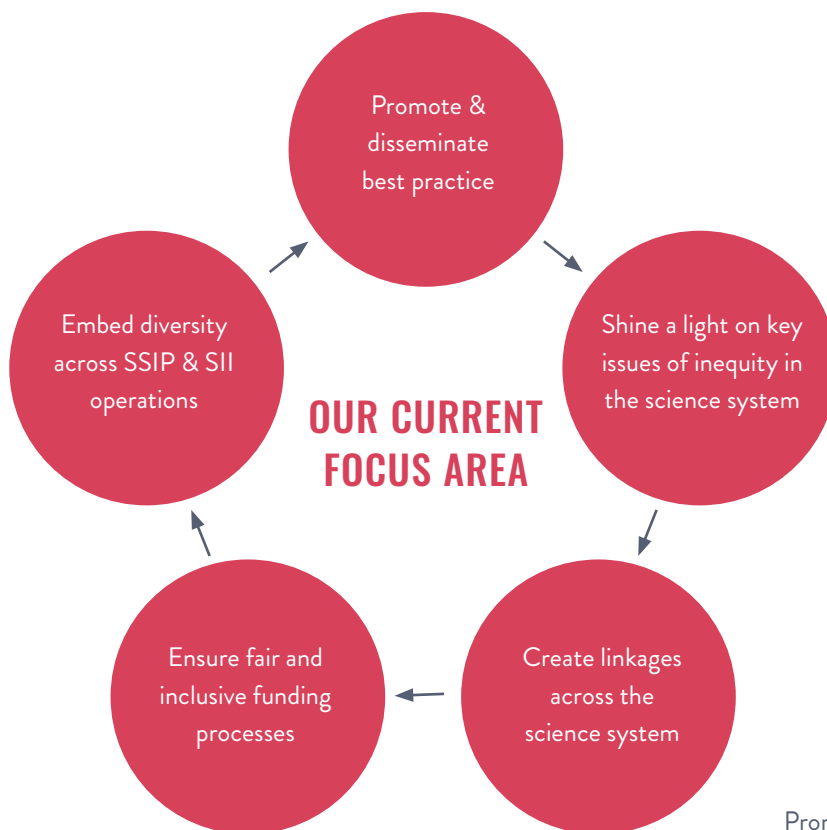 Promote &
disseminate
best practice
Shine a light on key
issues of inequity in
the science system
Create linkages
across the
science system
Ensure fair and
inclusive funding
processes
Embed diversity
across SSIP & SII
operations
OUR CURRENT
FOCUS AREA